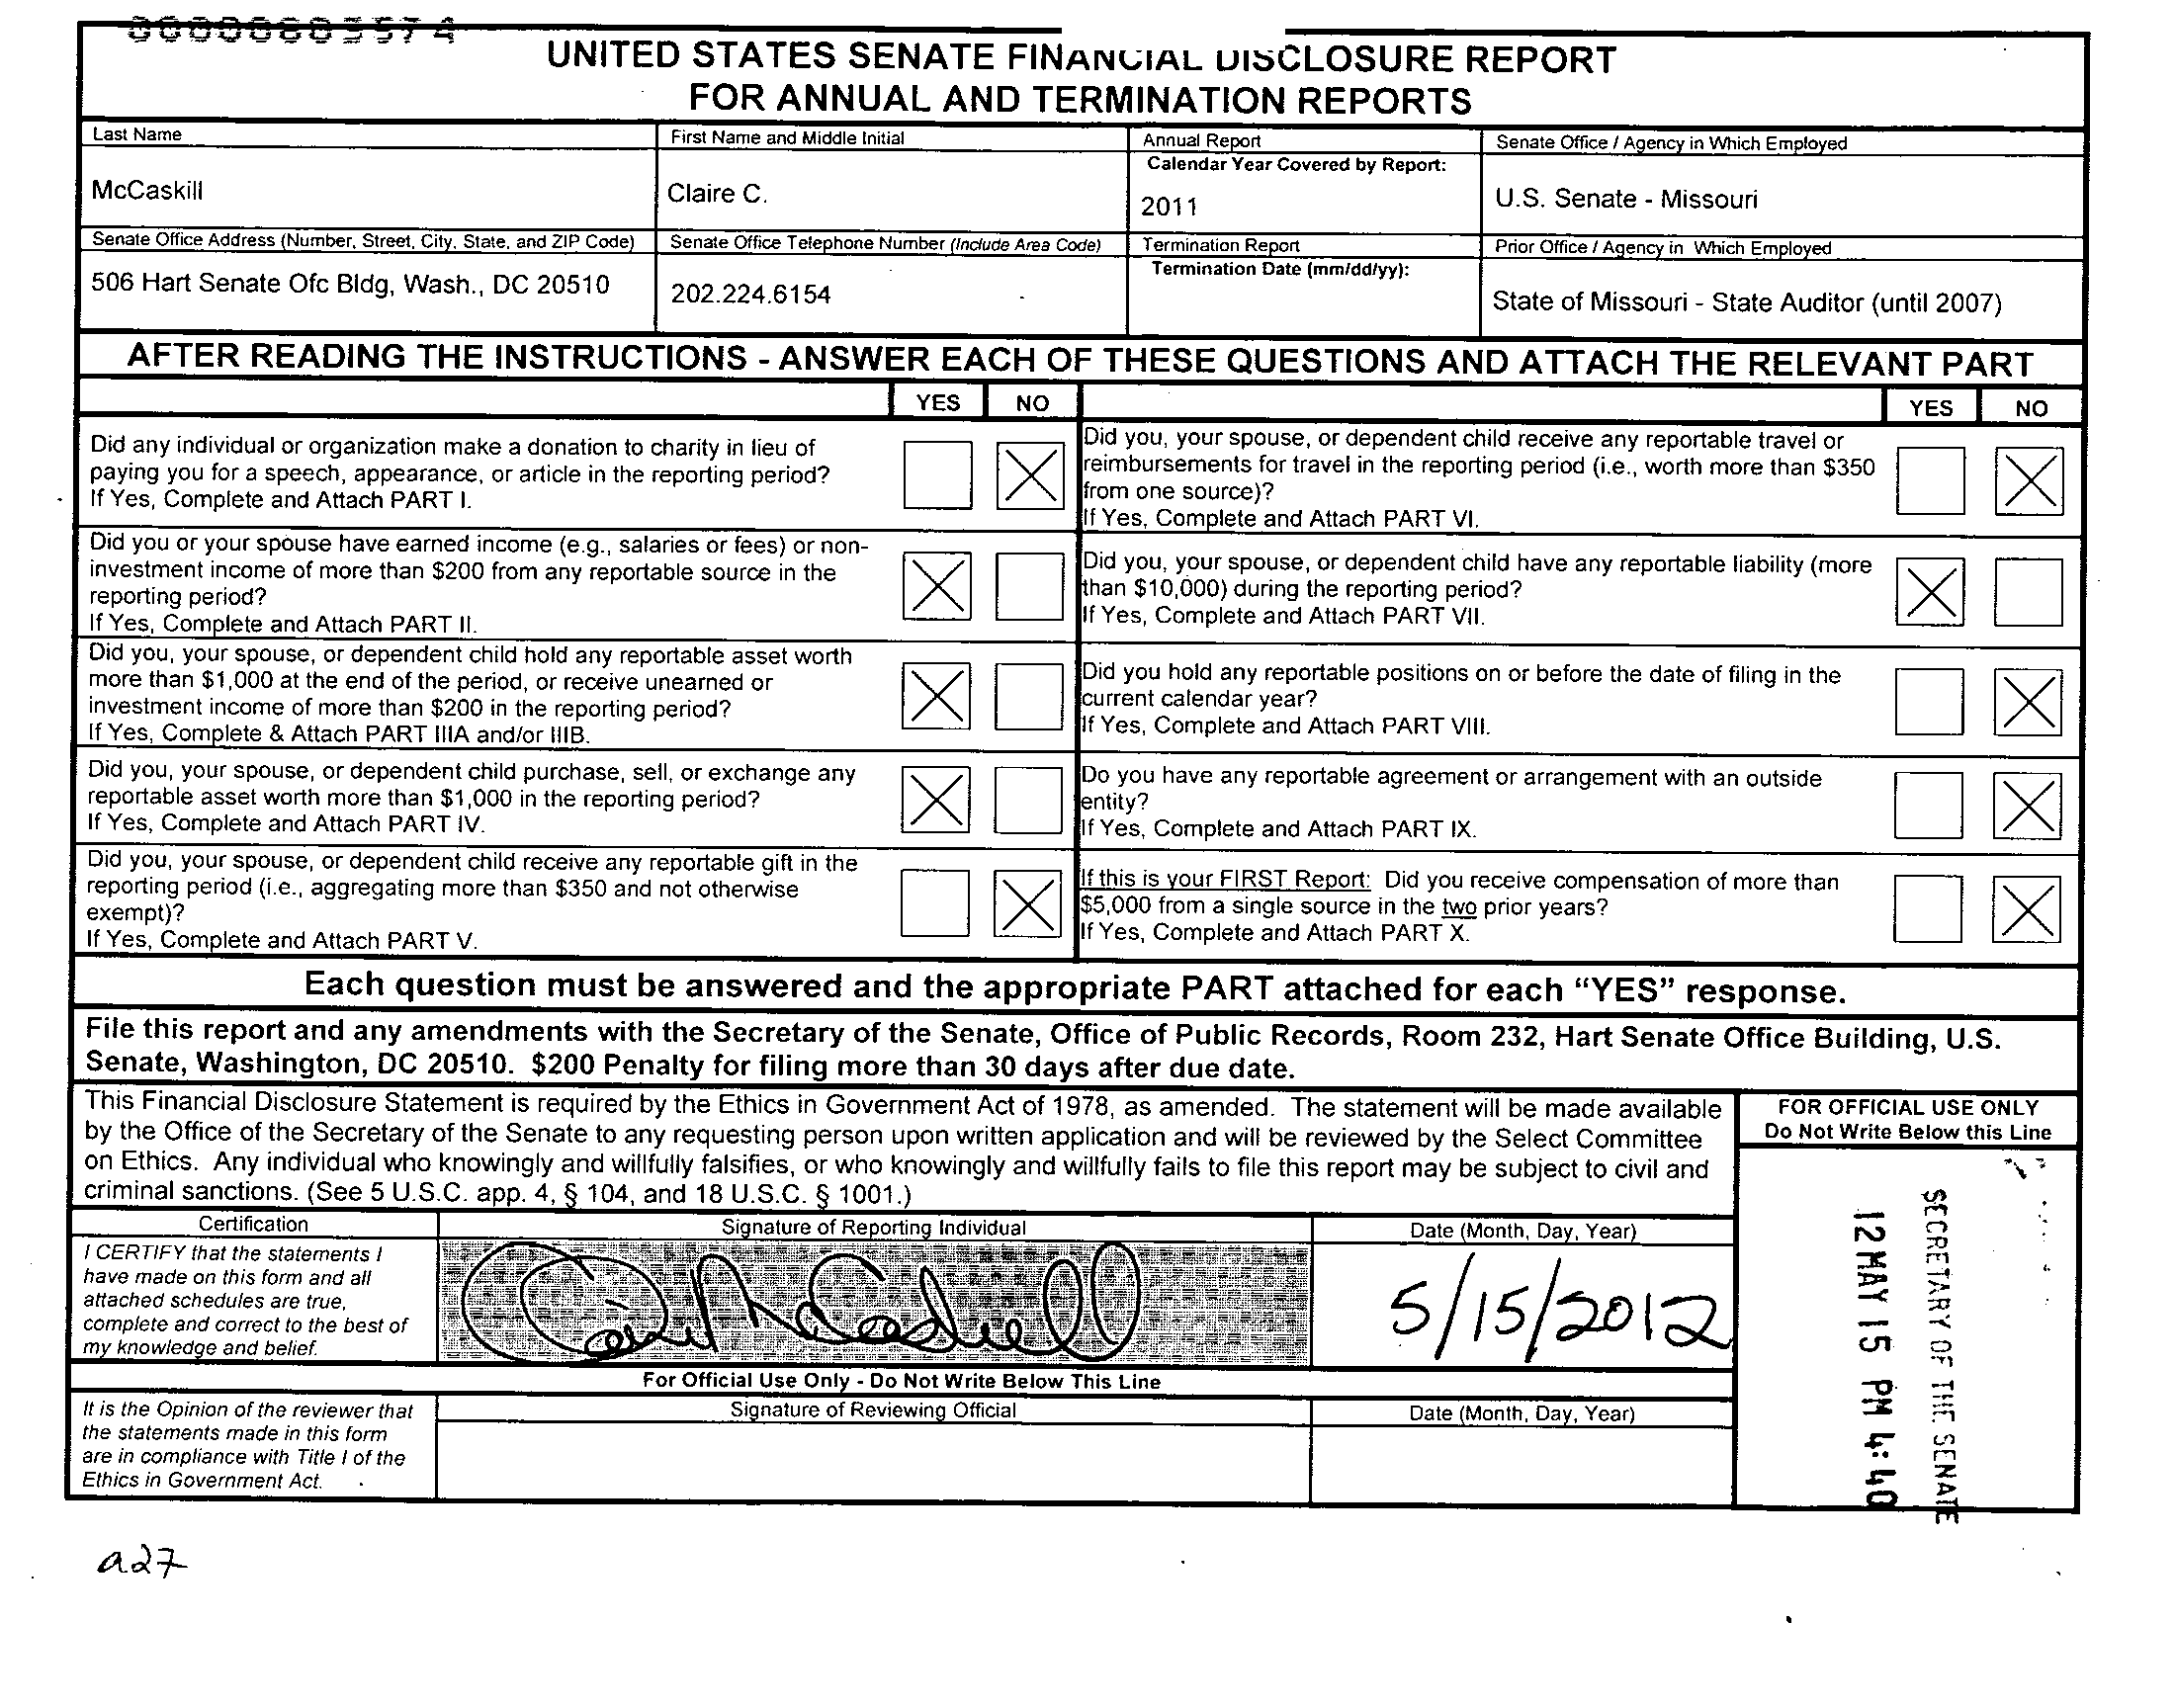 UNITED STATES SENATE FINANCIAL DISCLOSURE REPORT
FOR ANNUAL AND TERMINATION REPORTS
Last Name
First Name and Middle Initial
Annual Report
Calendar Year Covered by Report:
Senate Office / Agency in Which Employed
McCaskill
Claire C.
2011
U.S. Senate - Missouri
Senate Office Address (Number, Street, City, State, and ZIP Code)
Senate Office Telephone Number (Include Area Code)
Termination Report
Termination Date (mm/dd/yy):
Prior Office / Agency in Which Employed
506 Hart Senate Ofc Bldg, Wash., DC 20510
202.224.6154
State of Missouri - State Auditor (until 2007)
AFTER READING THE INSTRUCTIONS - ANSWER EACH OF THESE QUESTIONS AND ATTACH THE RELEVANT PART
YES NO
Did any individual or organization make a donation to charity in lieu of
paying you for a speech, appearance, or article in the reporting period?
If Yes, Complete and Attach PART I.
Did you or your spouse have earned income (e.g., salaries or fees) or non-
investment income of more than $200 from any reportable source in the
reporting period?
If Yes, Complete and Attach PART II.
Did you, your spouse, or dependent child hold any reportable asset worth
more than $1,000 at the end of the period, or receive unearned or
investment income of more than $200 in the reporting period?
If Yes, Complete & Attach PART IIIA and/or IIIB.
Did you, your spouse, or dependent child purchase, sell, or exchange any
reportable asset worth more than $1,000 in the reporting period?
If Yes, Complete and Attach PART IV.
Did you, your spouse, or dependent child receive any reportable gift in the
reporting period (i.e., aggregating more than $350 and not otherwise
exempt)?
If Yes, Complete and Attach PART V.
YES NO
Did you, your spouse, or dependent child receive any reportable travel or
reimbursements for travel in the reporting period (i.e., worth more than $350
from one source)?
If Yes, Complete and Attach PART VI.
Did you, your spouse, or dependent child have any reportable liability (more
than $10,000) during the reporting period?
If Yes, Complete and Attach PART VII.
Did you hold any reportable positions on or before the date of filing in the
current calendar year?
If Yes, Complete and Attach PART VIII.
Do you have any reportable agreement or arrangement with an outside
entity?
If Yes, Complete and Attach PART IX.
If this is your FIRST Report: Did you receive compensation of more than
$5,000 from a single source in the two prior years?
If Yes, Complete and Attach PART X.
Each question must be answered and the appropriate PART attached for each “YES” response.
File this report and any amendments with the Secretary of the Senate, Office of Public Records, Room 232, Hart Senate Office Building, U.S.
Senate, Washington, DC 20510. $200 Penalty for filing more than 30 days after due date.
This Financial Disclosure Statement is required by the Ethics in Government Act of 1978, as amended. The statement will be made available
by the Office of the Secretary of the Senate to any requesting person upon written application and will be reviewed by the Select Committee
on Ethics. Any individual who knowingly and willfully falsifies, or who knowingly and willfully fails to file this report may be subject to civil and
criminal sanctions. (See 5 U.S.C. app. 4, § 104, and 18 U.S.C. § 1001.)
FOR OFFICIAL USE ONLY
Do Not Write Below this Line
Certification
Signature of Reporting Individual
Date (Month, Day, Year)
I CERTIFY that the statements I
have made on this form and all
attached schedules are true,
complete and correct to the best of
my knowledge and belief.
5/15/2012
For Official Use Only - Do Not Write Below This Line
It is the Opinion of the reviewer that
the statements made in this form
are in compliance with Title I of the
Ethics in Government Act.
Signature of Reviewing Official
Date (Month, Day, Year)
SECRETARY OF THE SENATE
12 MAY 15 PM 4:40
a27